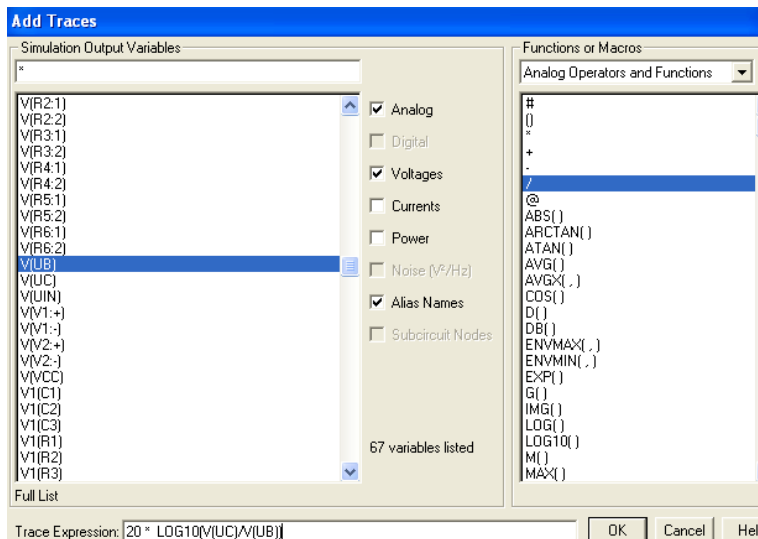 Add Traces
Simulation Output Variables
*
V(R2:1)
V(R2:2)
V(R3:1)
V(R3:2)
V(R4:1)
V(R4:2)
V(R5:1)
V(R5:2)
V(R6:1)
V(R6:2)
V(UB)
V(UC)
V(UIN)
V(V1:+)
V(V1:-)
V(V2:+)
V(V2:-)
V(VCC)
V1(C1)
V1(C2)
V1(C3)
V1(R1)
V1(R2)
V1(R3)
Full List
Analog
Digital
Voltages
Currents
Power
Noise (V²/Hz)
Alias Names
Subcircuit Nodes
67 variables listed
Functions or Macros
Analog Operators and Functions
#
()
*
+
-
/
@
ABS( )
ARCTAN( )
ATAN( )
AVG( )
AVGX( , )
COS( )
D( )
DB( )
ENVMAX( , )
ENVMIN( , )
EXP( )
G( )
IMG( )
LOG( )
LOG10( )
M( )
MAX( )
Trace Expression: 20 * LOG10(V(UC)/V(UB))
OK Cancel Hel